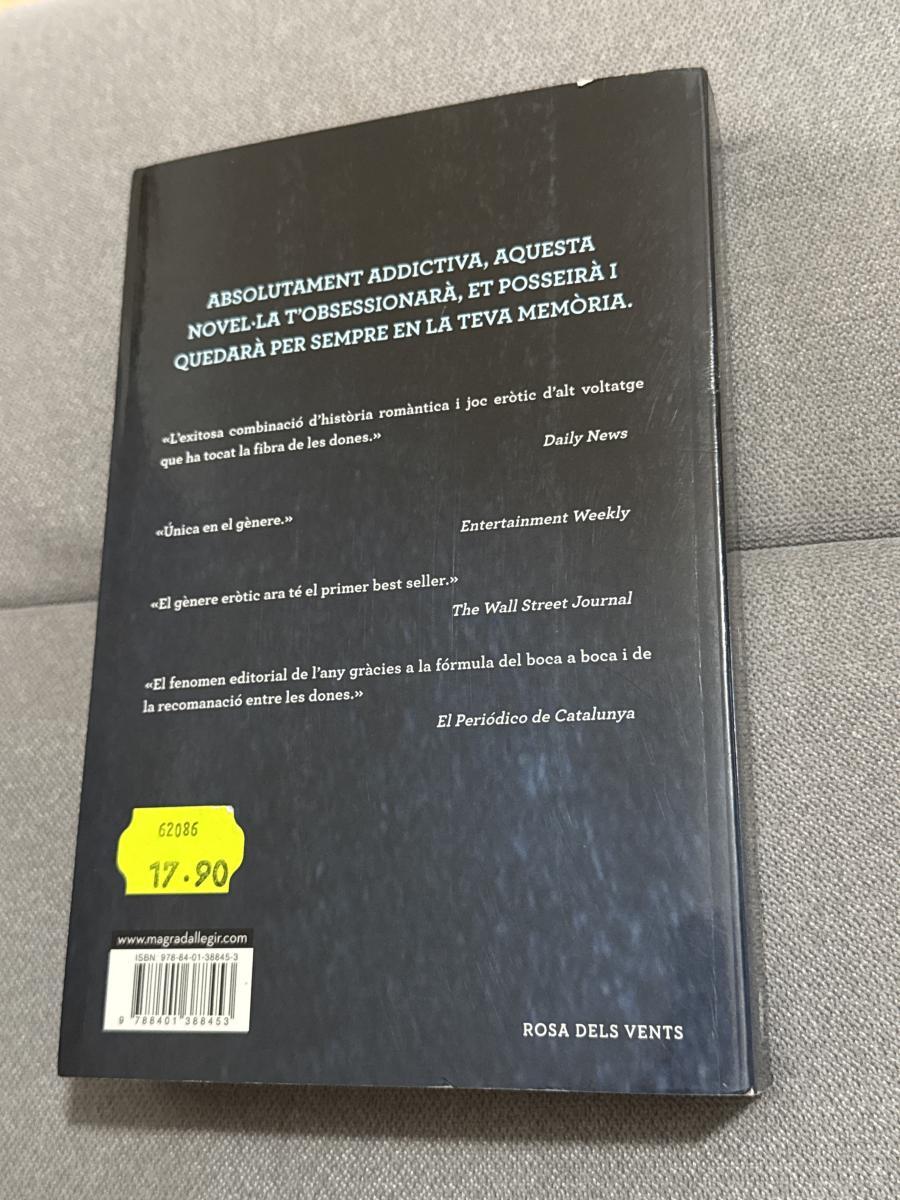 ABSOLUTAMENT ADDICTIVA, AQUESTA
NOVEL·LA T'OBSESSIONARÀ, ET POSSEIRÀ I
QUEDARÀ PER SEMPRE EN LA TEVA MEMÒRIA.
«L'exitosa combinació d'història romàntica i joc eròtic d'alt voltatge
que ha tocat la fibra de les dones.»
Daily News
«Única en el gènere.»
Entertainment Weekly
«El gènere eròtic ara té el primer best seller.»
The Wall Street Journal
«El fenomen editorial de l'any gràcies a la fórmula del boca a boca i de
la recomanació entre les dones.»
El Periódico de Catalunya
62086
17.90
www.magradallegir.com
ISBN 978-84-01-38845-3
9 788401 388453
ROSA DELS VENTS